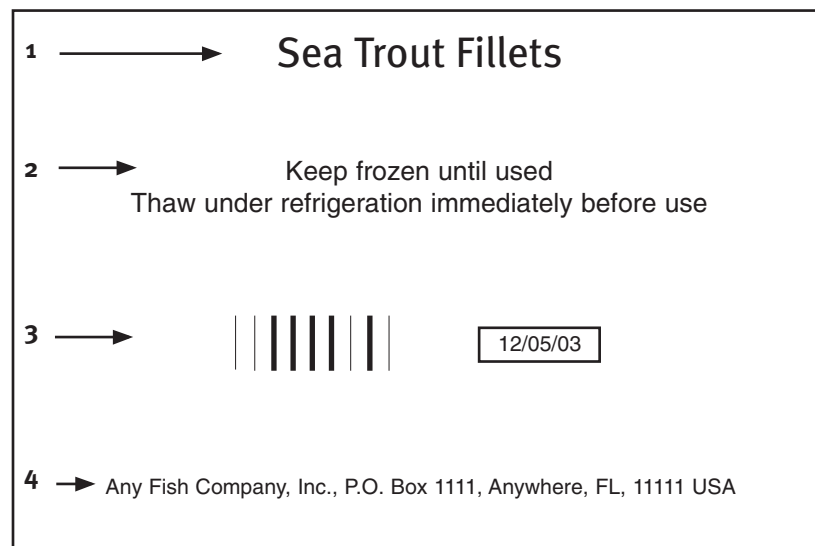 1 Sea Trout Fillets
2 Keep frozen until used
Thaw under refrigeration immediately before use
3 12/05/03
4 Any Fish Company, Inc., P.O. Box 1111, Anywhere, FL, 11111 USA